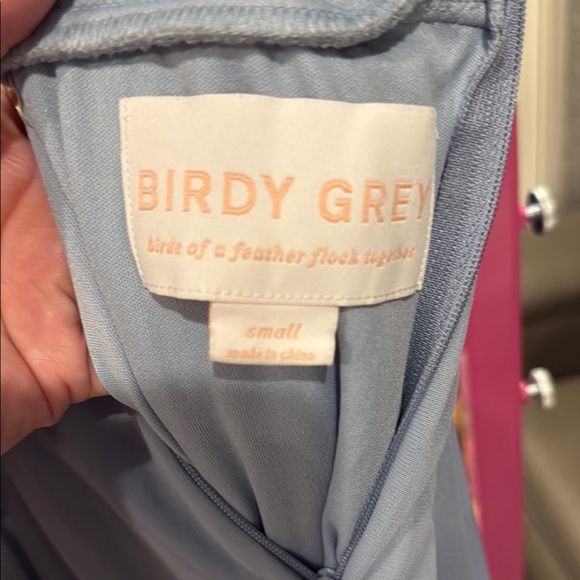 BIRDY GREY
birds of a feather flock together
small
made in china